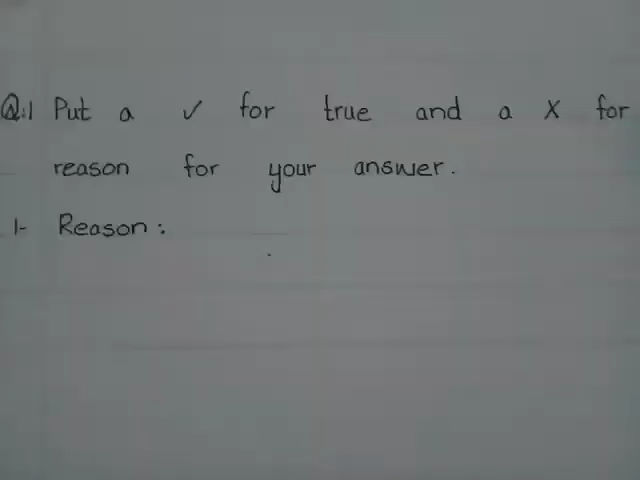 Q:1 Put a ✓ for true and a X for
reason for your answer.
1- Reason: